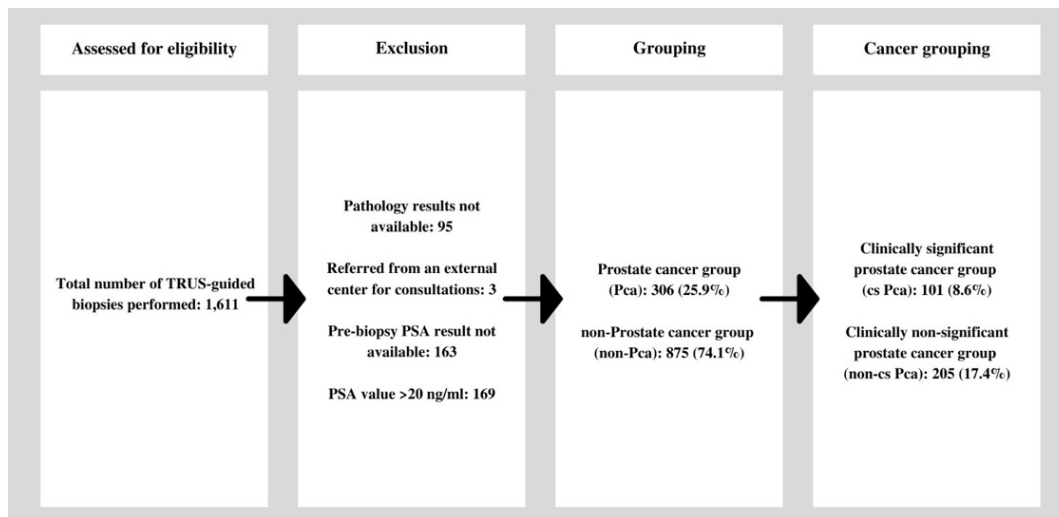 Assessed for eligibility
Exclusion
Grouping
Cancer grouping
Total number of TRUS-guided
biopsies performed: 1,611
Pathology results not
available: 95
Referred from an external
center for consultations: 3
Pre-biopsy PSA result not
available: 163
PSA value >20 ng/ml: 169
Prostate cancer group
(Pca): 306 (25.9%)
non-Prostate cancer group
(non-Pca): 875 (74.1%)
Clinically significant
prostate cancer group
(cs Pca): 101 (8.6%)
Clinically non-significant
prostate cancer group
(non-cs Pca): 205 (17.4%)